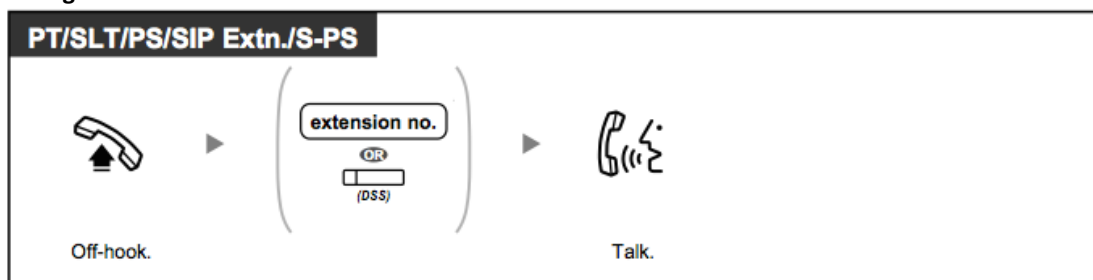 PT/SLT/PS/SIP Extn./S-PS
extension no.
OR
(DSS)
Off-hook.
Talk.